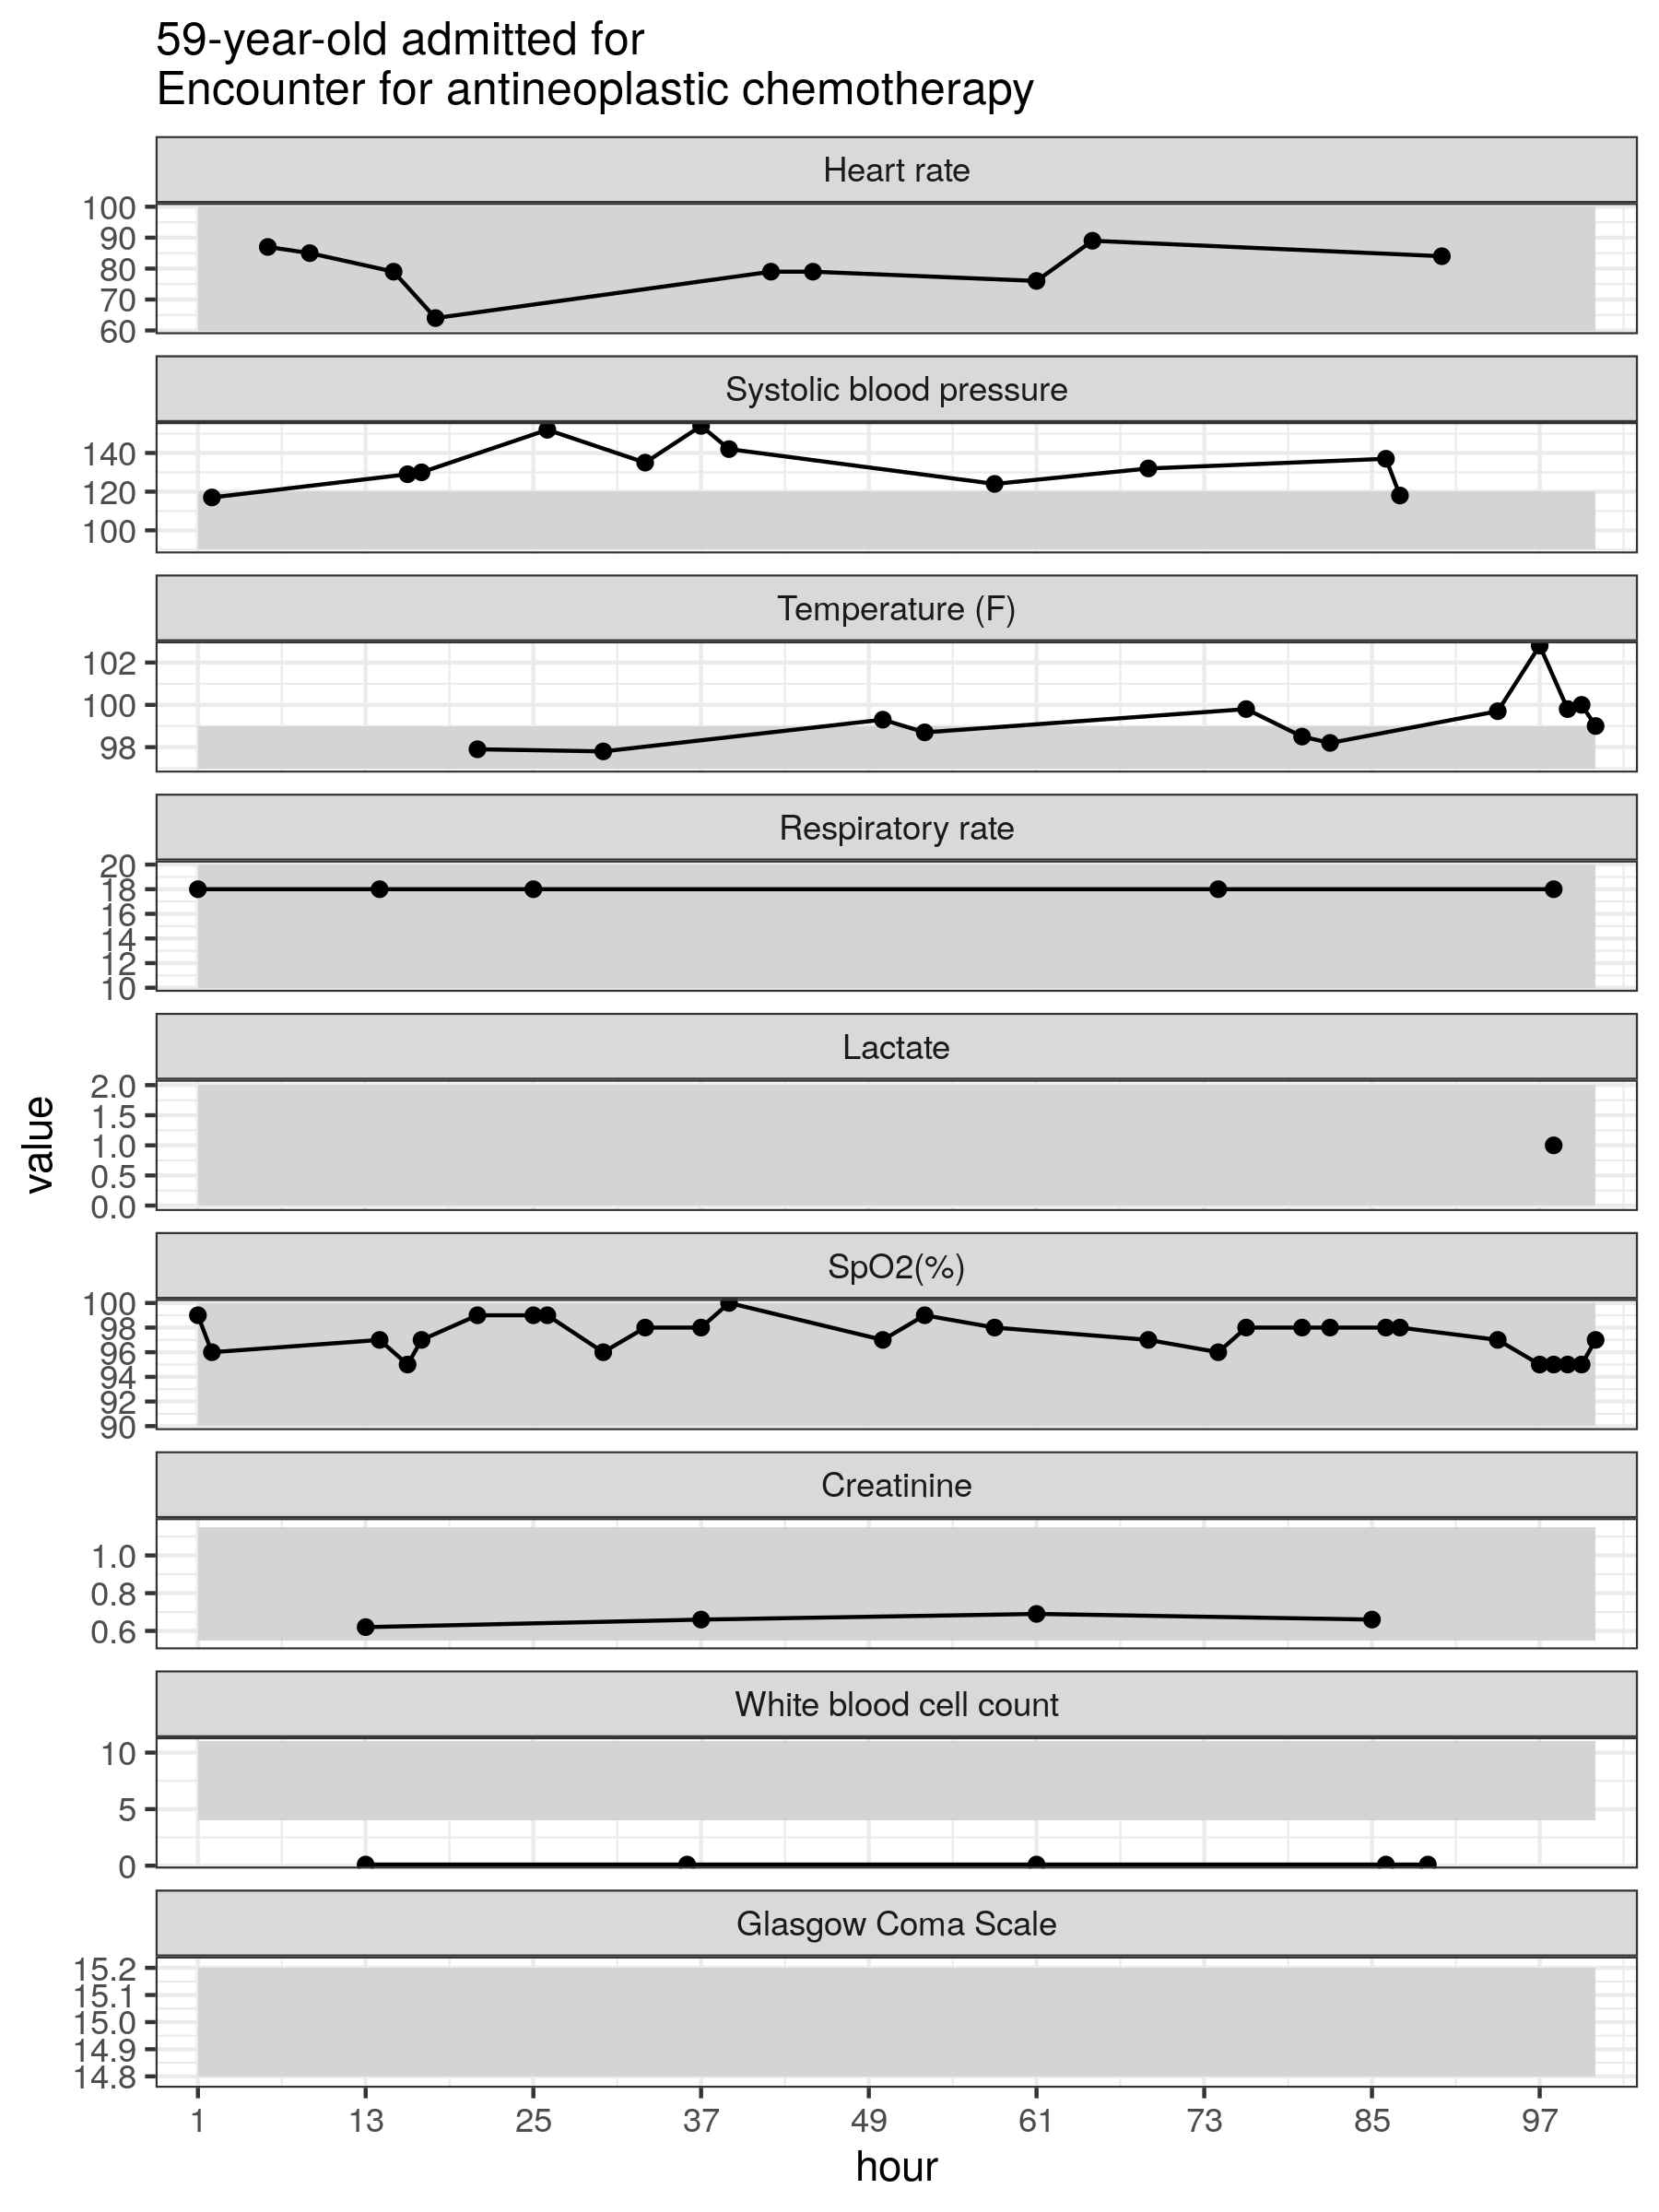 59-year-old admitted for
Encounter for antineoplastic chemotherapy
Heart rate
100
90
80
70
60
Systolic blood pressure
140
120
100
Temperature (F)
102
100
98
Respiratory rate
20
18
16
14
12
10
Lactate
2.0
1.5
1.0
0.5
0.0
SpO2(%)
100
98
96
94
92
90
Creatinine
1.0
0.8
0.6
White blood cell count
10
5
0
Glasgow Coma Scale
15.2
15.1
15.0
14.9
14.8
1 13 25 37 49 61 73 85 97
hour
value